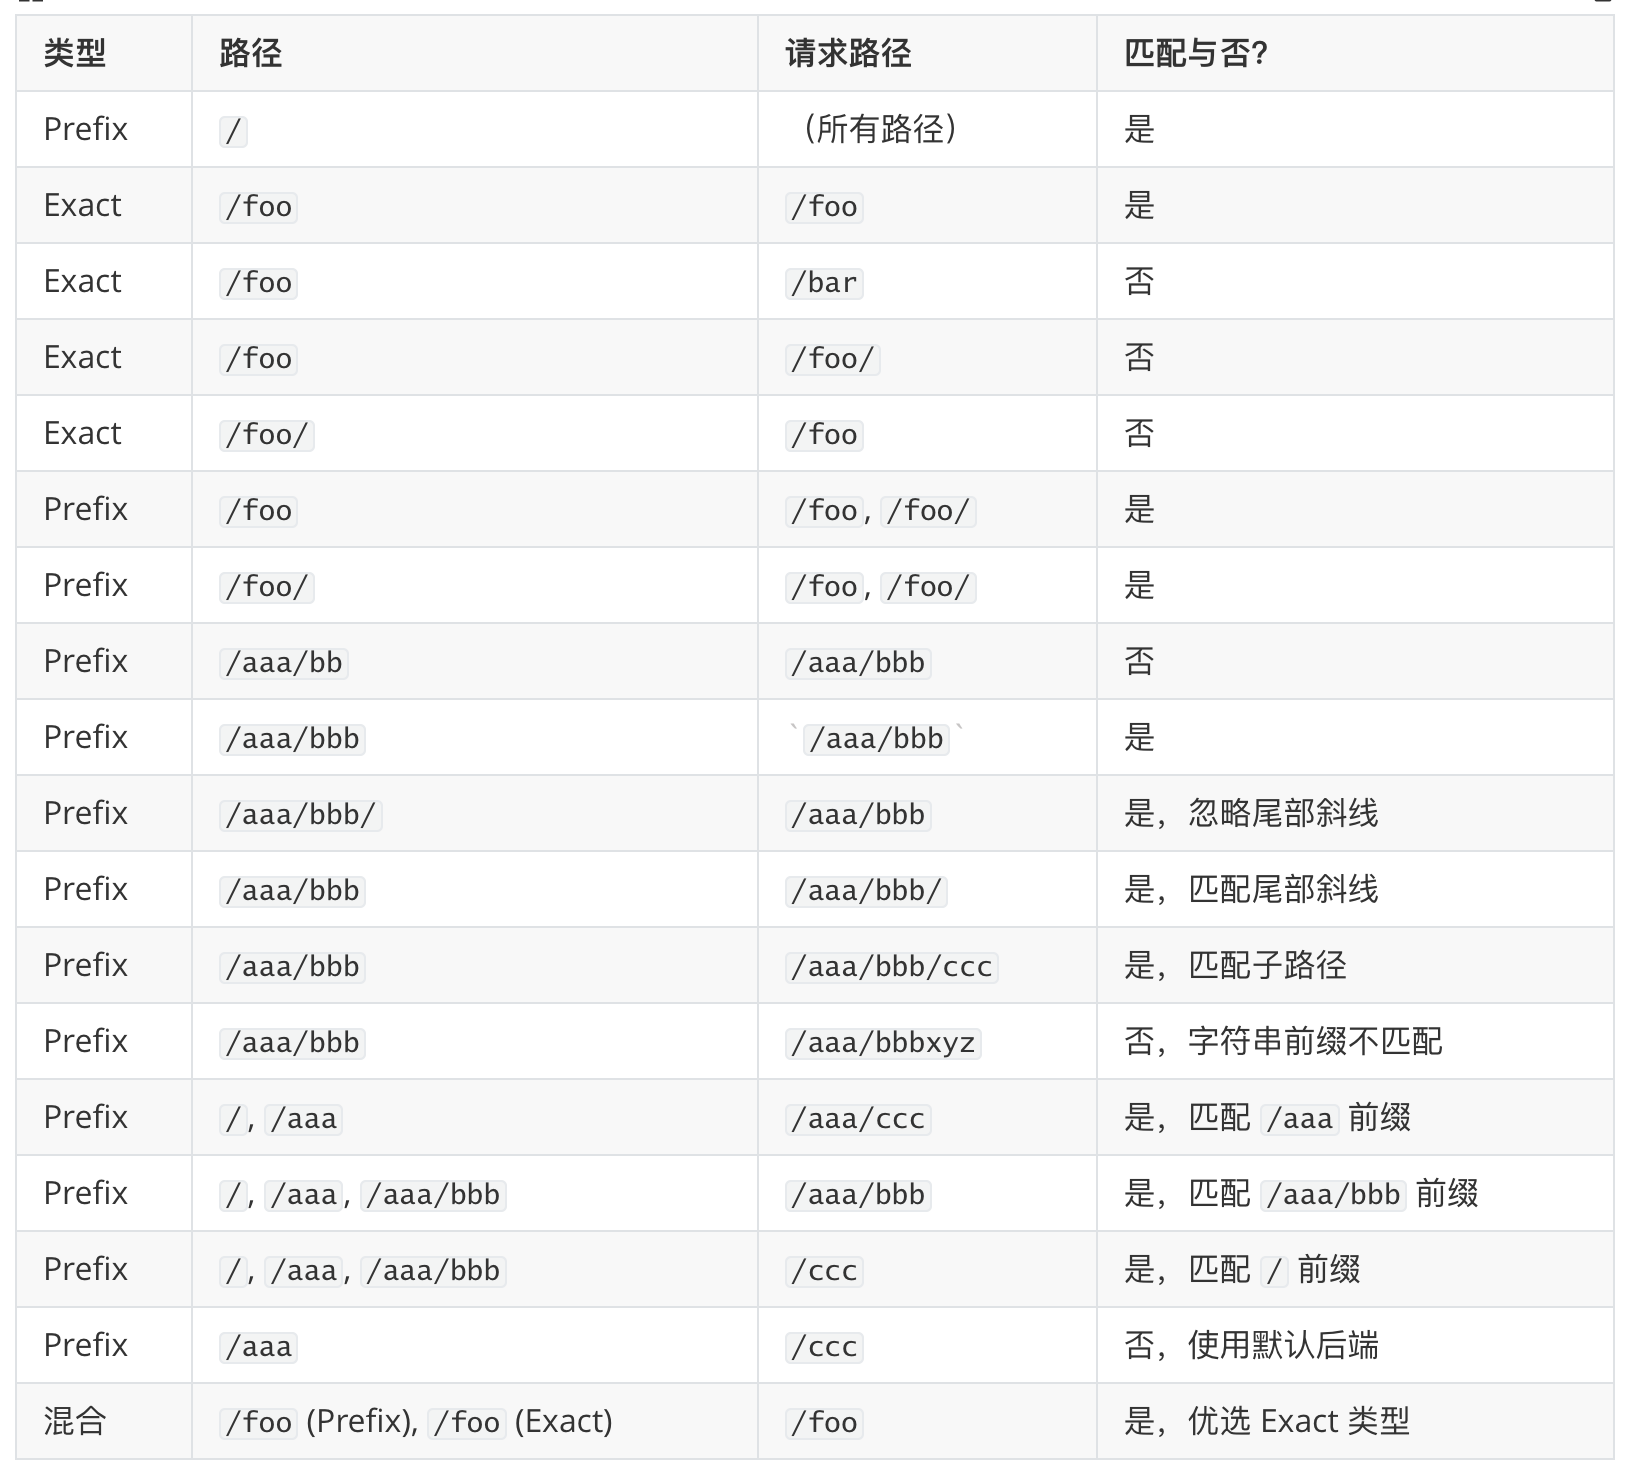 类型 路径 请求路径 匹配与否?
Prefix / （所有路径） 是
Exact /foo /foo 是
Exact /foo /bar 否
Exact /foo /foo/ 否
Exact /foo/ /foo 否
Prefix /foo /foo, /foo/ 是
Prefix /foo/ /foo, /foo/ 是
Prefix /aaa/bb /aaa/bbb 否
Prefix /aaa/bbb `/aaa/bbb` 是
Prefix /aaa/bbb/ /aaa/bbb 是，忽略尾部斜线
Prefix /aaa/bbb /aaa/bbb/ 是，匹配尾部斜线
Prefix /aaa/bbb /aaa/bbb/ccc 是，匹配子路径
Prefix /aaa/bbb /aaa/bbbxyz 否，字符串前缀不匹配
Prefix /, /aaa /aaa/ccc 是，匹配 /aaa 前缀
Prefix /, /aaa, /aaa/bbb /aaa/bbb 是，匹配 /aaa/bbb 前缀
Prefix /, /aaa, /aaa/bbb /ccc 是，匹配 / 前缀
Prefix /aaa /ccc 否，使用默认后端
混合 /foo (Prefix), /foo (Exact) /foo 是，优选 Exact 类型